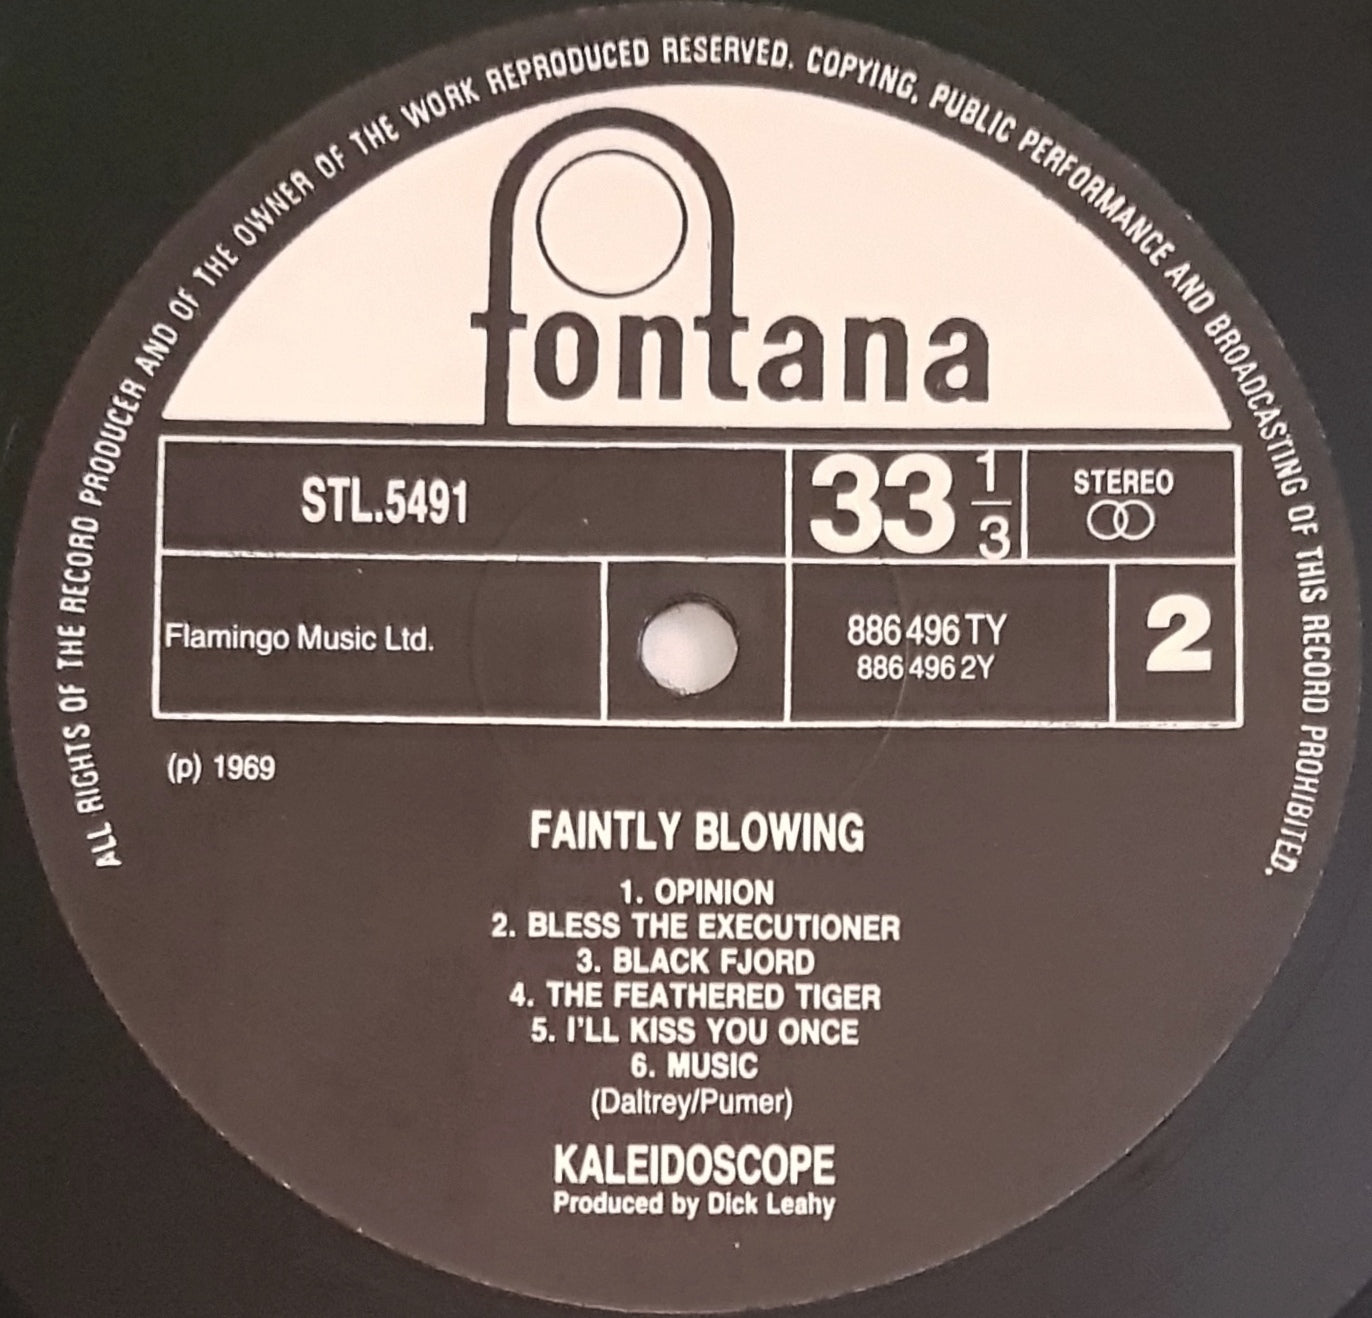 ALL RIGHTS OF THE RECORD PRODUCER AND OF THE OWNER OF THE WORK REPRODUCED RESERVED. COPYING, PUBLIC PERFORMANCE AND BROADCASTING OF THIS RECORD PROHIBITED.
fontana
STL.5491
33 1/3
STEREO
Flamingo Music Ltd.
886 496 TY
886 496 2Y
2
(p) 1969
FAINTLY BLOWING
1. OPINION
2. BLESS THE EXECUTIONER
3. BLACK FJORD
4. THE FEATHERED TIGER
5. I'LL KISS YOU ONCE
6. MUSIC
(Daltrey/Pumer)
KALEIDOSCOPE
Produced by Dick Leahy